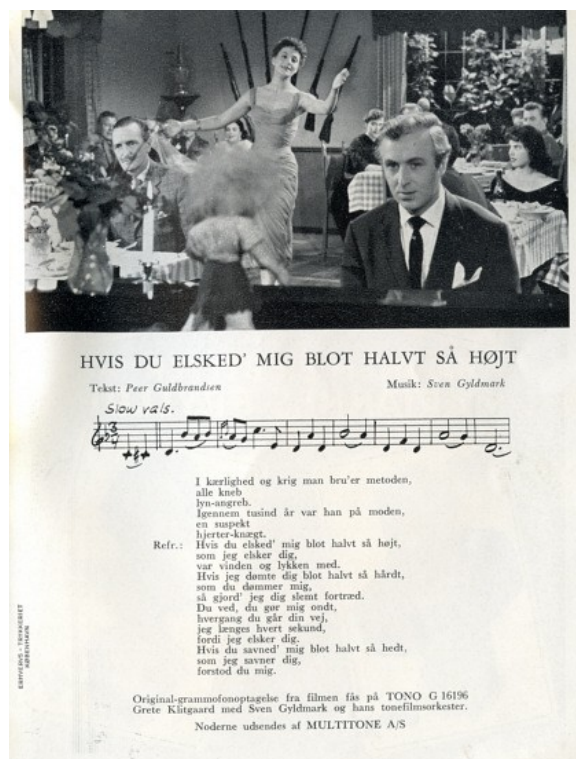 HVIS DU ELSKED' MIG BLOT HALVT SÅ HØJT
Tekst: Peer Guldbrandsen Musik: Sven Gyldmark
Slow vals.
I kærlighed og krig man bru'er metoden,
alle kneb
lyn-angreb.
Igennem tusind år var han på moden,
en suspekt
hjerter-knægt.
Refr.: Hvis du elsked' mig blot halvt så højt,
som jeg elsker dig,
var vinden og lykken med.
Hvis jeg dømte dig blot halvt så hårdt,
som du dømmer mig,
så gjord' jeg dig slemt fortræd.
Du ved, du gør mig ondt,
hvergang du går din vej,
jeg længes hvert sekund,
fordi jeg elsker dig.
Hvis du savned' mig blot halvt så hedt,
som jeg savner dig,
forstod du mig.
ERHVERVS-TRYKKERIET
KØBENHAVN
Original-grammofonoptagelse fra filmen fås på TONO G 16196
Grete Klitgaard med Sven Gyldmark og hans tonefilmsorkester.
Noderne udsendes af MULTITONE A/S